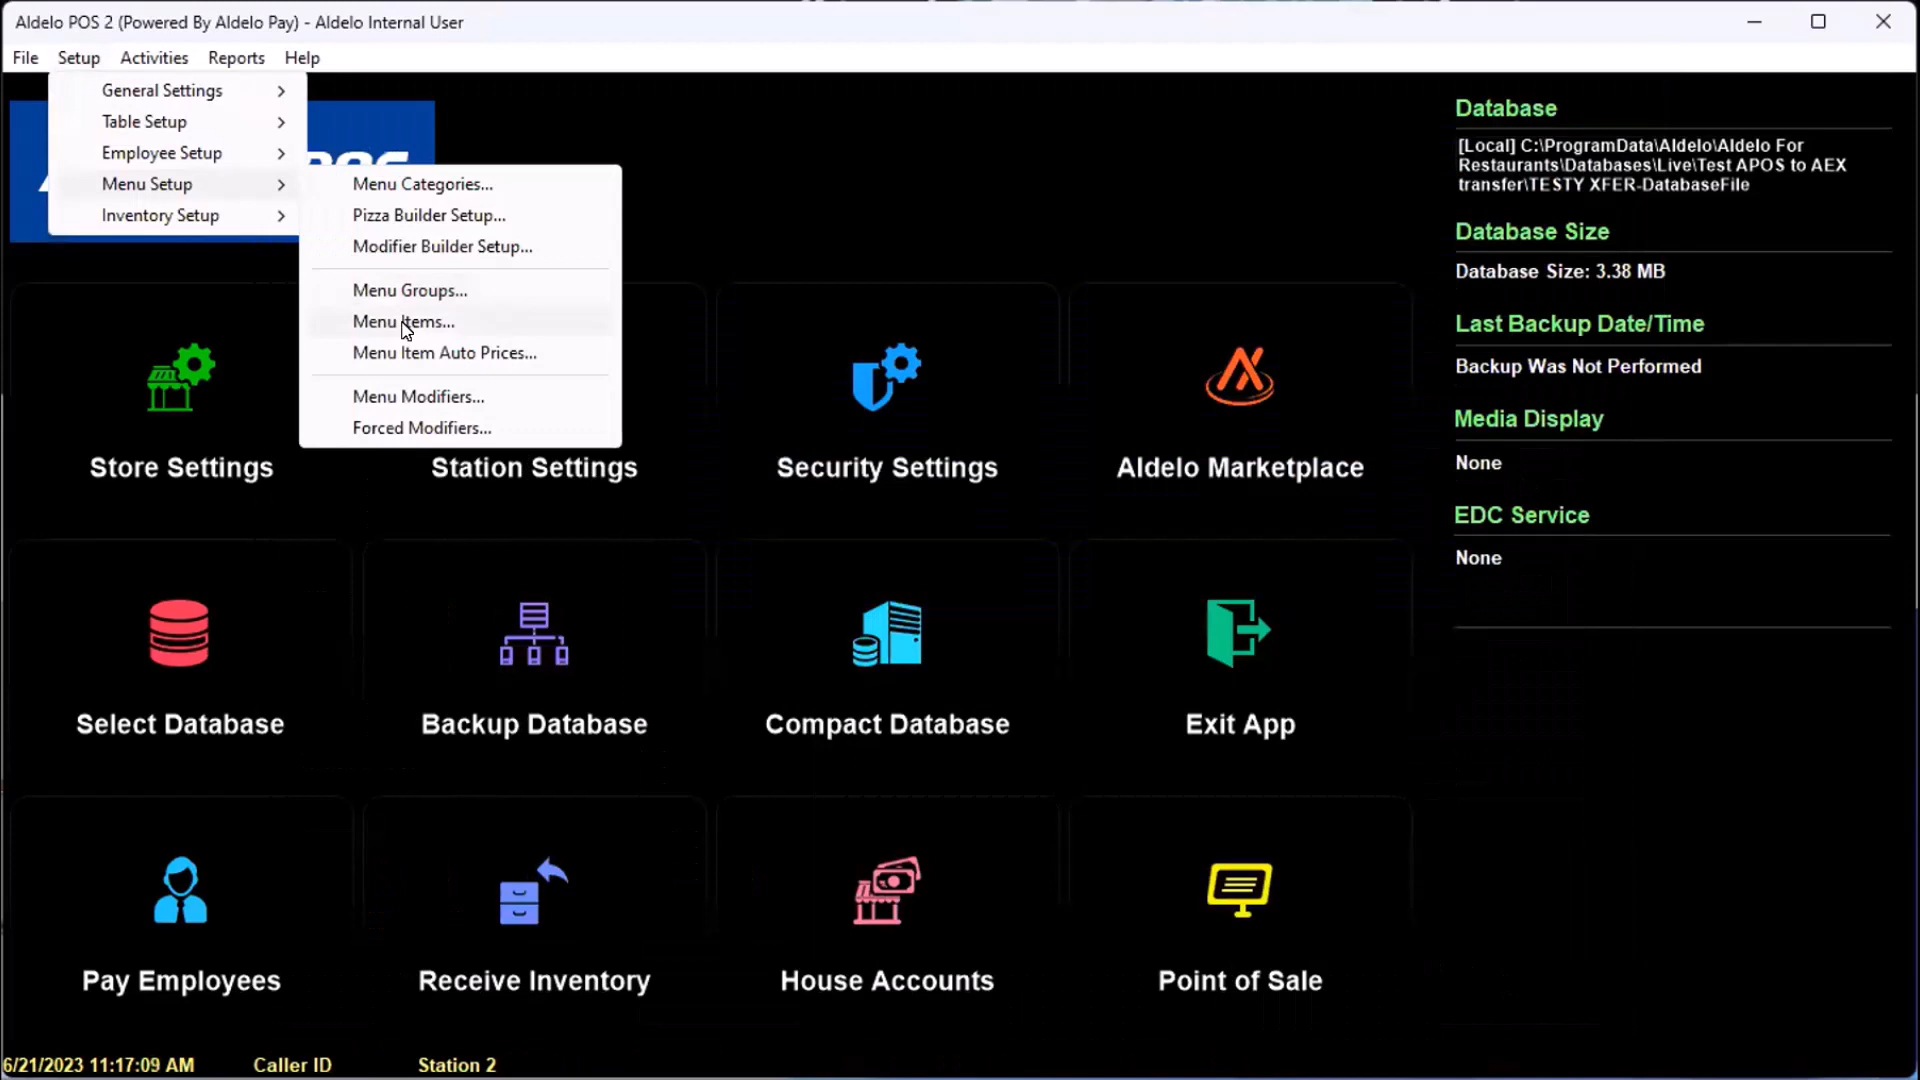 Aldelo POS 2 (Powered By Aldelo Pay) - Aldelo Internal User
File Setup Activities Reports Help
General Settings
Table Setup
Employee Setup
Menu Setup
Inventory Setup
Menu Categories...
Pizza Builder Setup...
Modifier Builder Setup...
Menu Groups...
Menu Items...
Menu Item Auto Prices...
Menu Modifiers...
Forced Modifiers...
Store Settings
Station Settings
Security Settings
Aldelo Marketplace
Select Database
Backup Database
Compact Database
Exit App
Pay Employees
Receive Inventory
House Accounts
Point of Sale
Database
[Local] C:\ProgramData\Aldelo\Aldelo For
Restaurants\Databases\Live\Test APOS to AEX
transfer\TESTY XFER-DatabaseFile
Database Size
Database Size: 3.38 MB
Last Backup Date/Time
Backup Was Not Performed
Media Display
None
EDC Service
None
6/21/2023 11:17:09 AM Caller ID Station 2